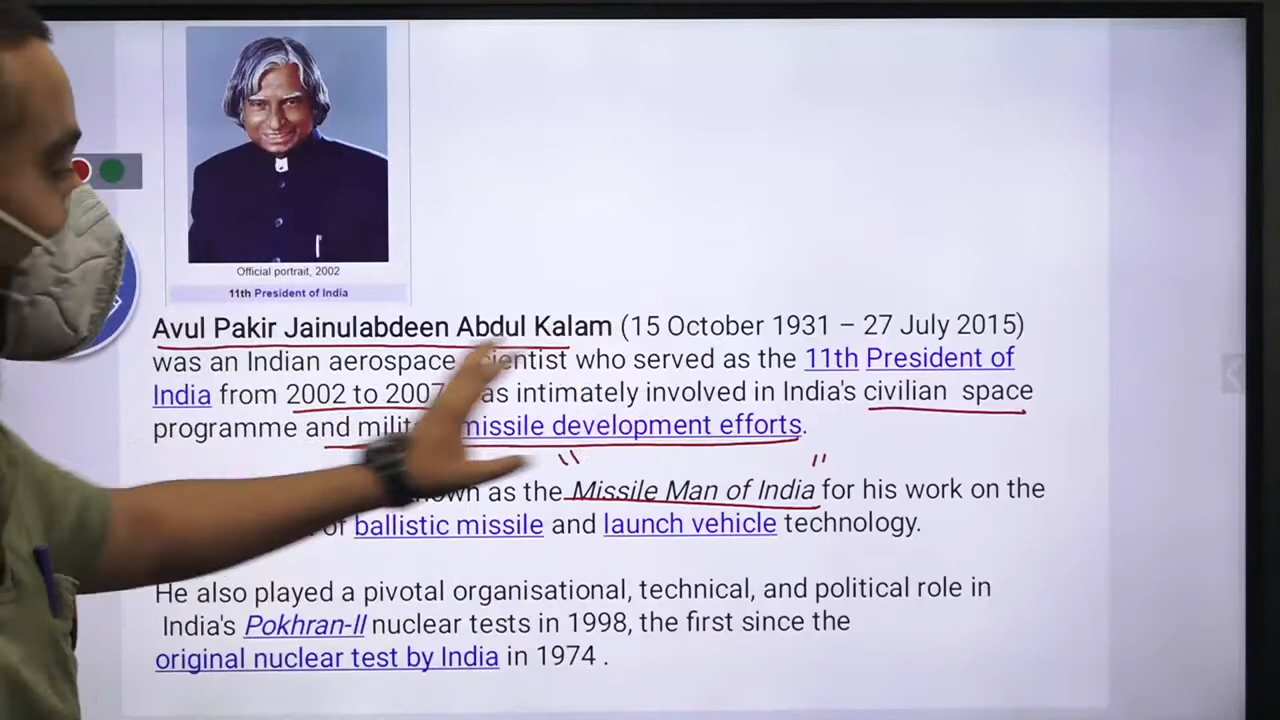 Official portrait, 2002
11th President of India
Avul Pakir Jainulabdeen Abdul Kalam (15 October 1931 – 27 July 2015)
was an Indian aerospace scientist who served as the 11th President of
India from 2002 to 2007 as intimately involved in India's civilian space
programme and missile development efforts.
as the Missile Man of India for his work on the
of ballistic missile and launch vehicle technology.
He also played a pivotal organisational, technical, and political role in
India's Pokhran-II nuclear tests in 1998, the first since the
original nuclear test by India in 1974 .